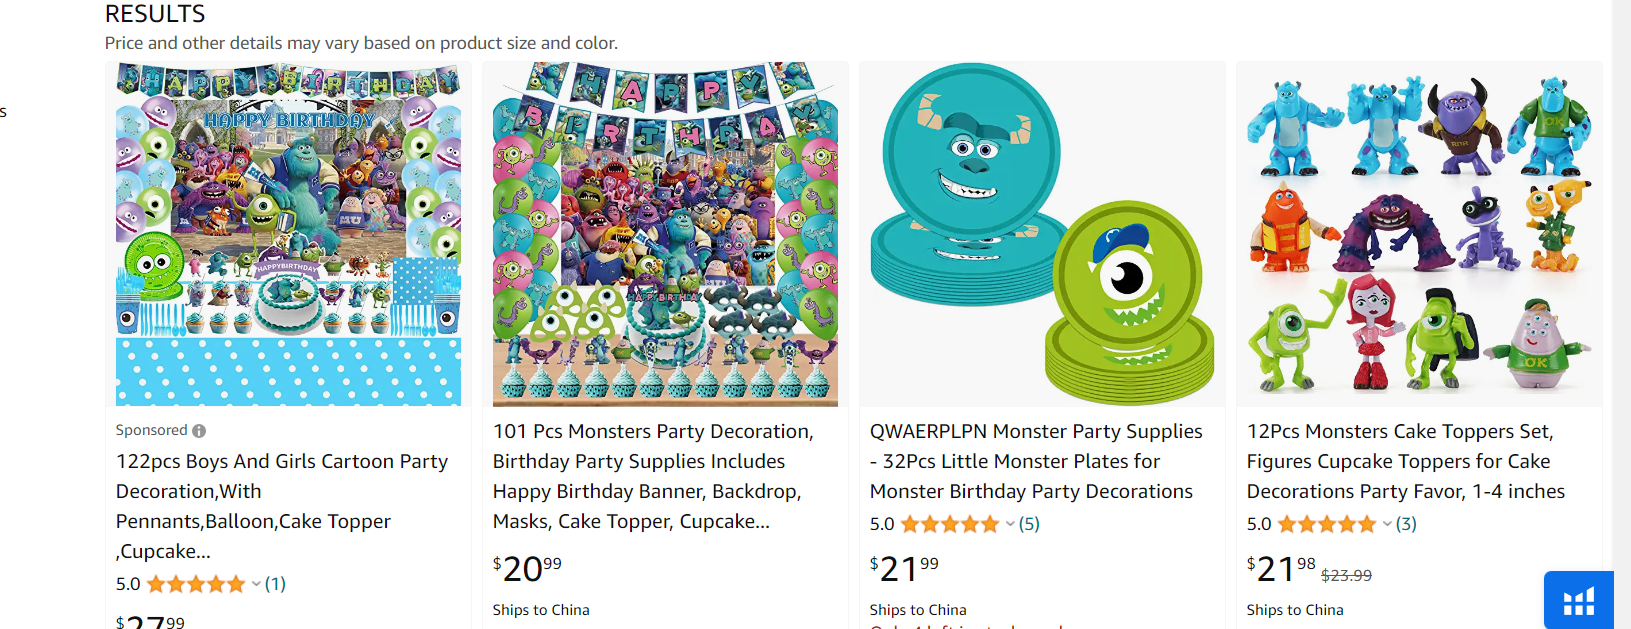 RESULTS
Price and other details may vary based on product size and color.
s
HAPPY BIRTHDAY
HAPPY BIRTHDAY
MU
HAPPYBIRTHDAY
HAPPY
BIRTHDAY
HAPPY BIRTHDAY
OK
OK
Sponsored
122pcs Boys And Girls Cartoon Party
Decoration,With
Pennants,Balloon,Cake Topper
,Cupcake...
5.0 (1)
$27.99
101 Pcs Monsters Party Decoration,
Birthday Party Supplies Includes
Happy Birthday Banner, Backdrop,
Masks, Cake Topper, Cupcake...
$20.99
Ships to China
QWAERPLPN Monster Party Supplies
- 32Pcs Little Monster Plates for
Monster Birthday Party Decorations
5.0 (5)
$21.99
Ships to China
12Pcs Monsters Cake Toppers Set,
Figures Cupcake Toppers for Cake
Decorations Party Favor, 1-4 inches
5.0 (3)
$21.98 $23.99
Ships to China